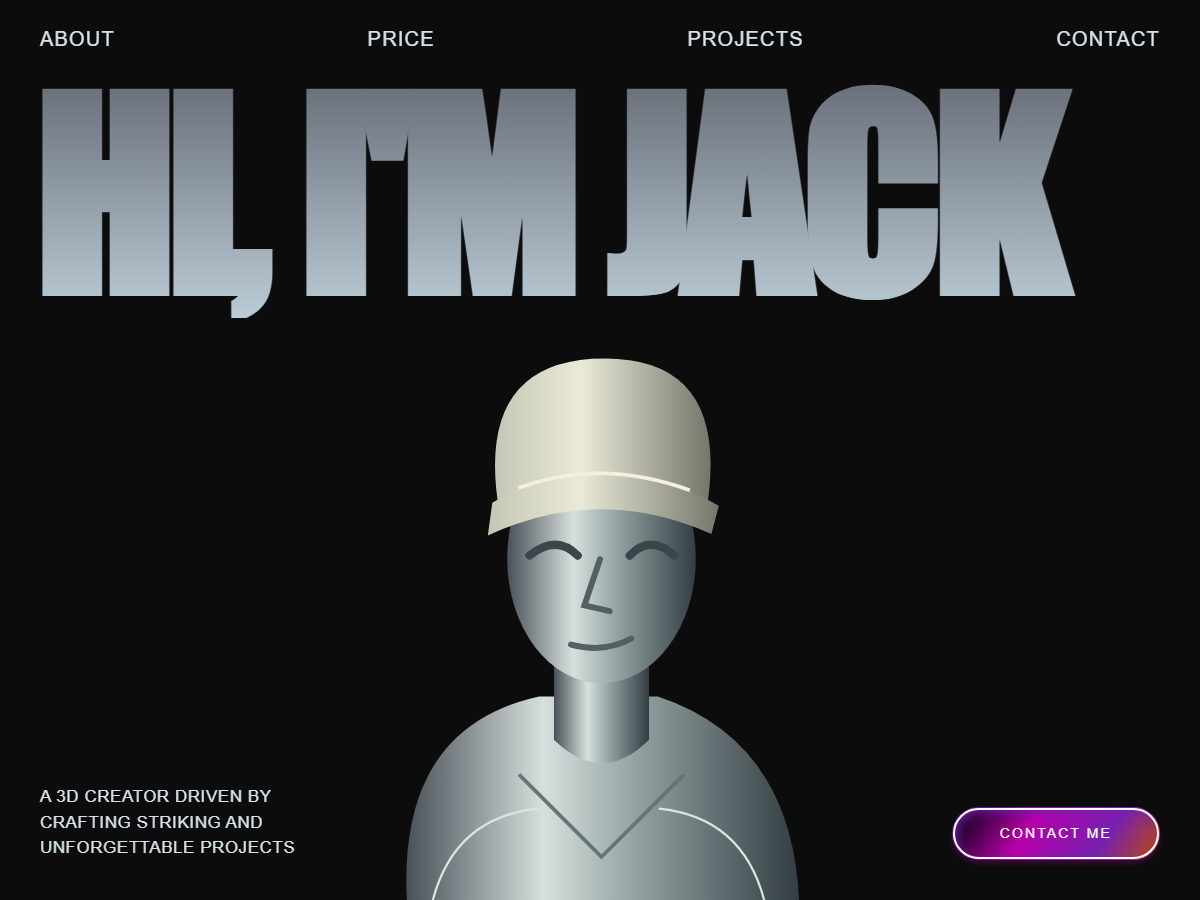 ABOUT PRICE PROJECTS CONTACT
HI, I'M JACK
A 3D CREATOR DRIVEN BY
CRAFTING STRIKING AND
UNFORGETTABLE PROJECTS
CONTACT ME